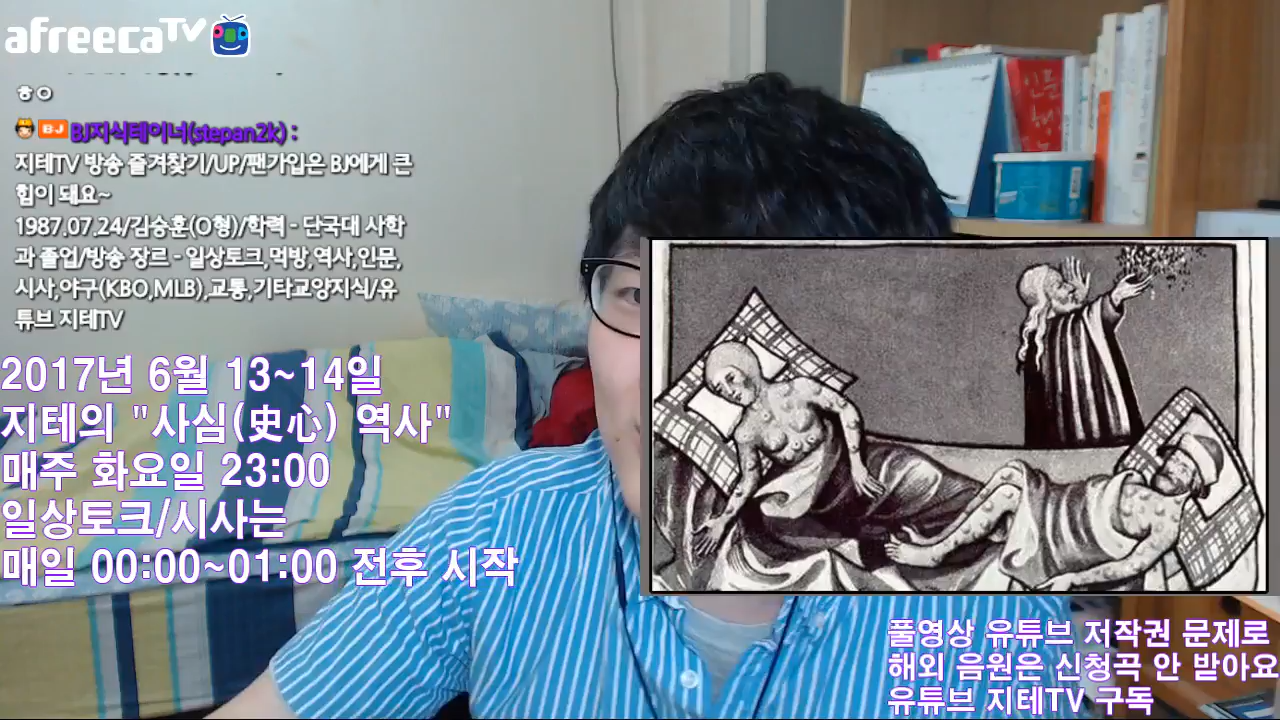 afreecaTV
ㅎㅇ
BJ BJ지식테이너(stepan2k) :
지테TV 방송 즐겨찾기/UP/팬가입은 BJ에게 큰
힘이 돼요~
1987.07.24/김승훈(O형)/학력 - 단국대 사학
과 졸업/방송 장르 - 일상토크,먹방,역사,인문,
시사,야구(KBO,MLB),교통,기타교양지식/유
튜브 지테TV
2017년 6월 13~14일
지테의 "사심(史心) 역사"
매주 화요일 23:00
일상토크/시사는
매일 00:00~01:00 전후 시작
인문
풀영상 유튜브 저작권 문제로
해외 음원은 신청곡 안 받아요
유튜브 지테TV 구독